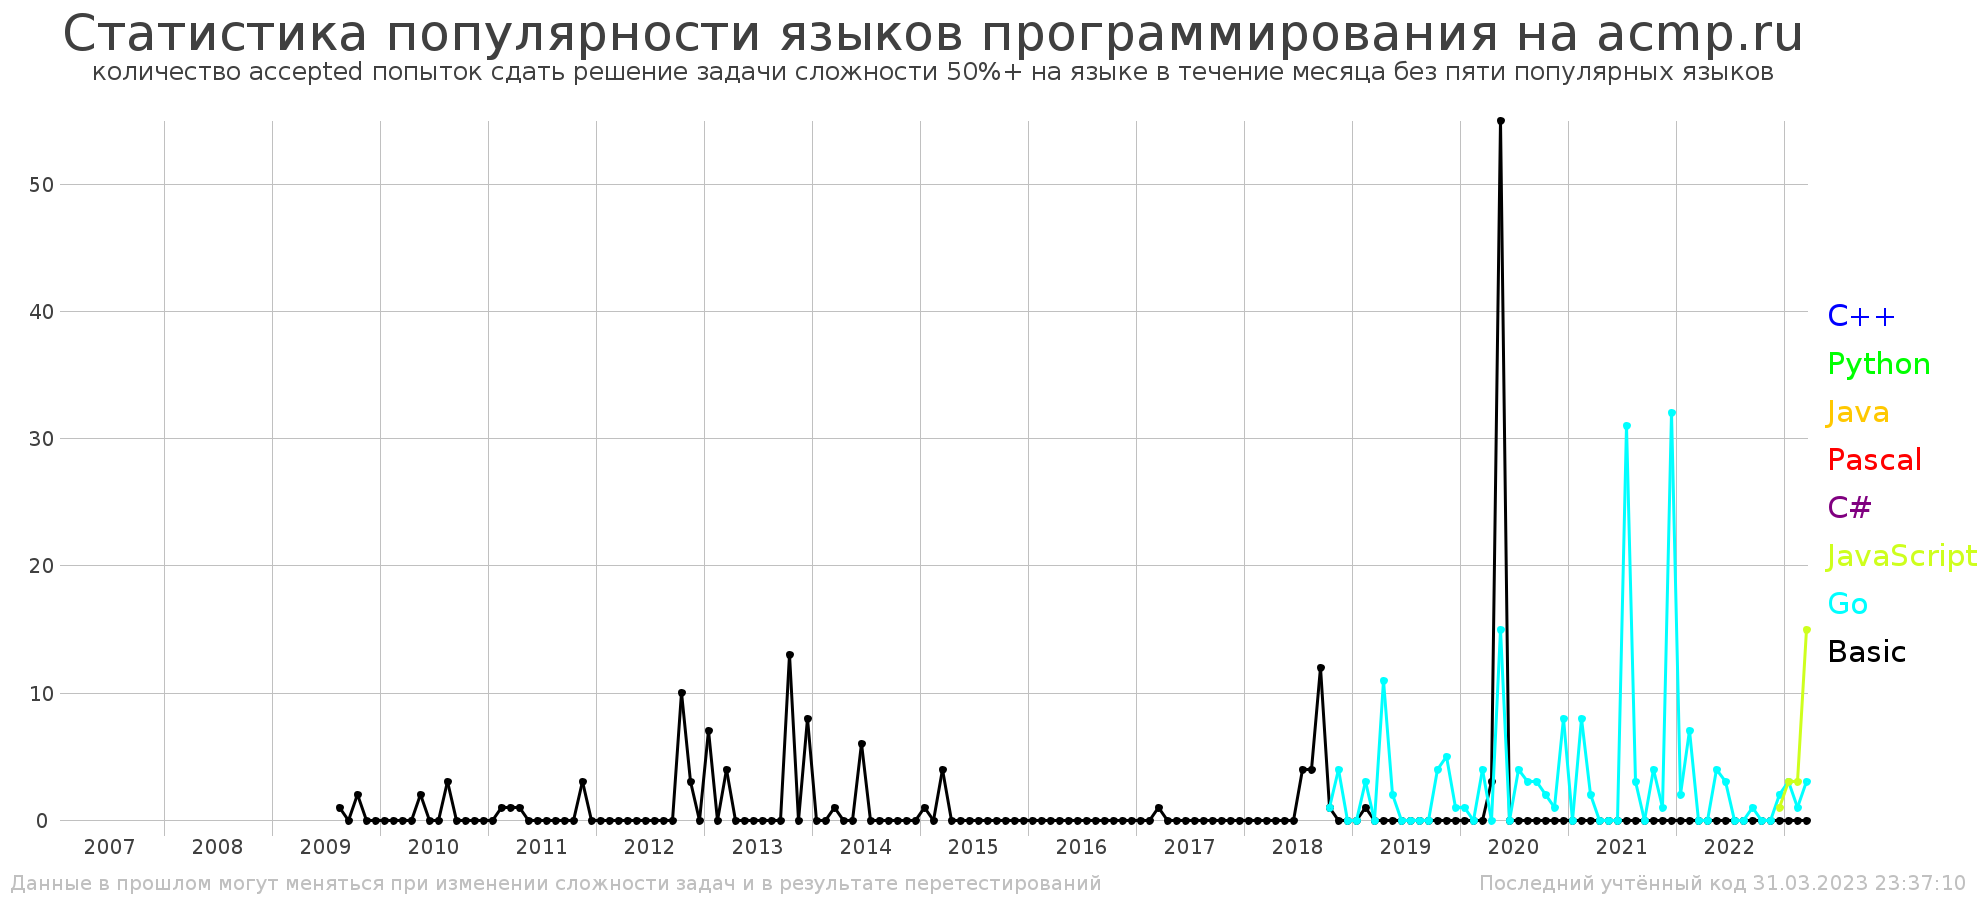 Статистика популярности языков программирования на acmp.ru
количество accepted попыток сдать решение задачи сложности 50%+ на языке в течение месяца без пяти популярных языков
50
40
30
20
10
0
C++
Python
Java
Pascal
C#
JavaScript
Go
Basic
2007 2008 2009 2010 2011 2012 2013 2014 2015 2016 2017 2018 2019 2020 2021 2022
Данные в прошлом могут меняться при изменении сложности задач и в результате перетестирований
Последний учтённый код 31.03.2023 23:37:10